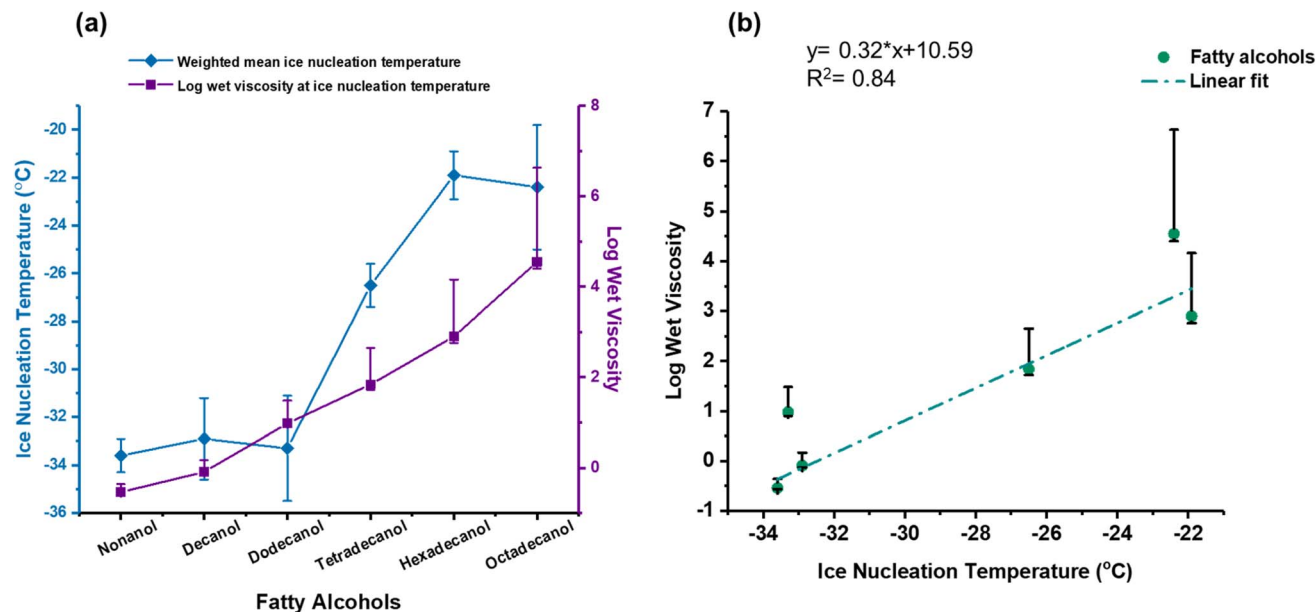 (a)
Weighted mean ice nucleation temperature
Log wet viscosity at ice nucleation temperature
Ice Nucleation Temperature (°C)
-20
-22
-24
-26
-28
-30
-32
-34
-36
8
6
4
2
0
Log Wet Viscosity
Nonanol
Decanol
Dodecanol
Tetradecanol
Hexadecanol
Octadecanol
Fatty Alcohols
(b)
y= 0.32*x+10.59
R²= 0.84
Fatty alcohols
Linear fit
Log Wet Viscosity
7
6
5
4
3
2
1
0
-1
-34
-32
-30
-28
-26
-24
-22
Ice Nucleation Temperature (°C)